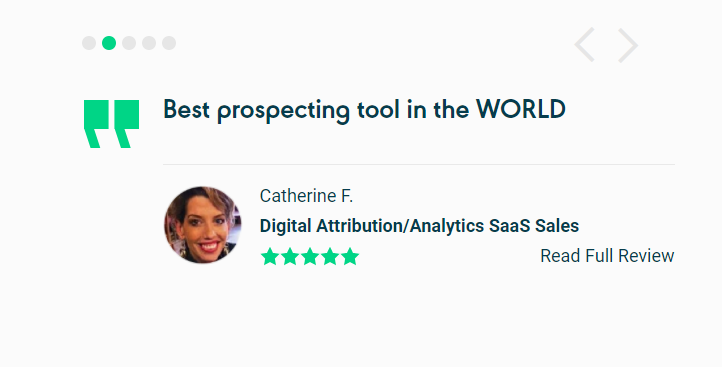 Best prospecting tool in the WORLD
Catherine F.
Digital Attribution/Analytics SaaS Sales
Read Full Review